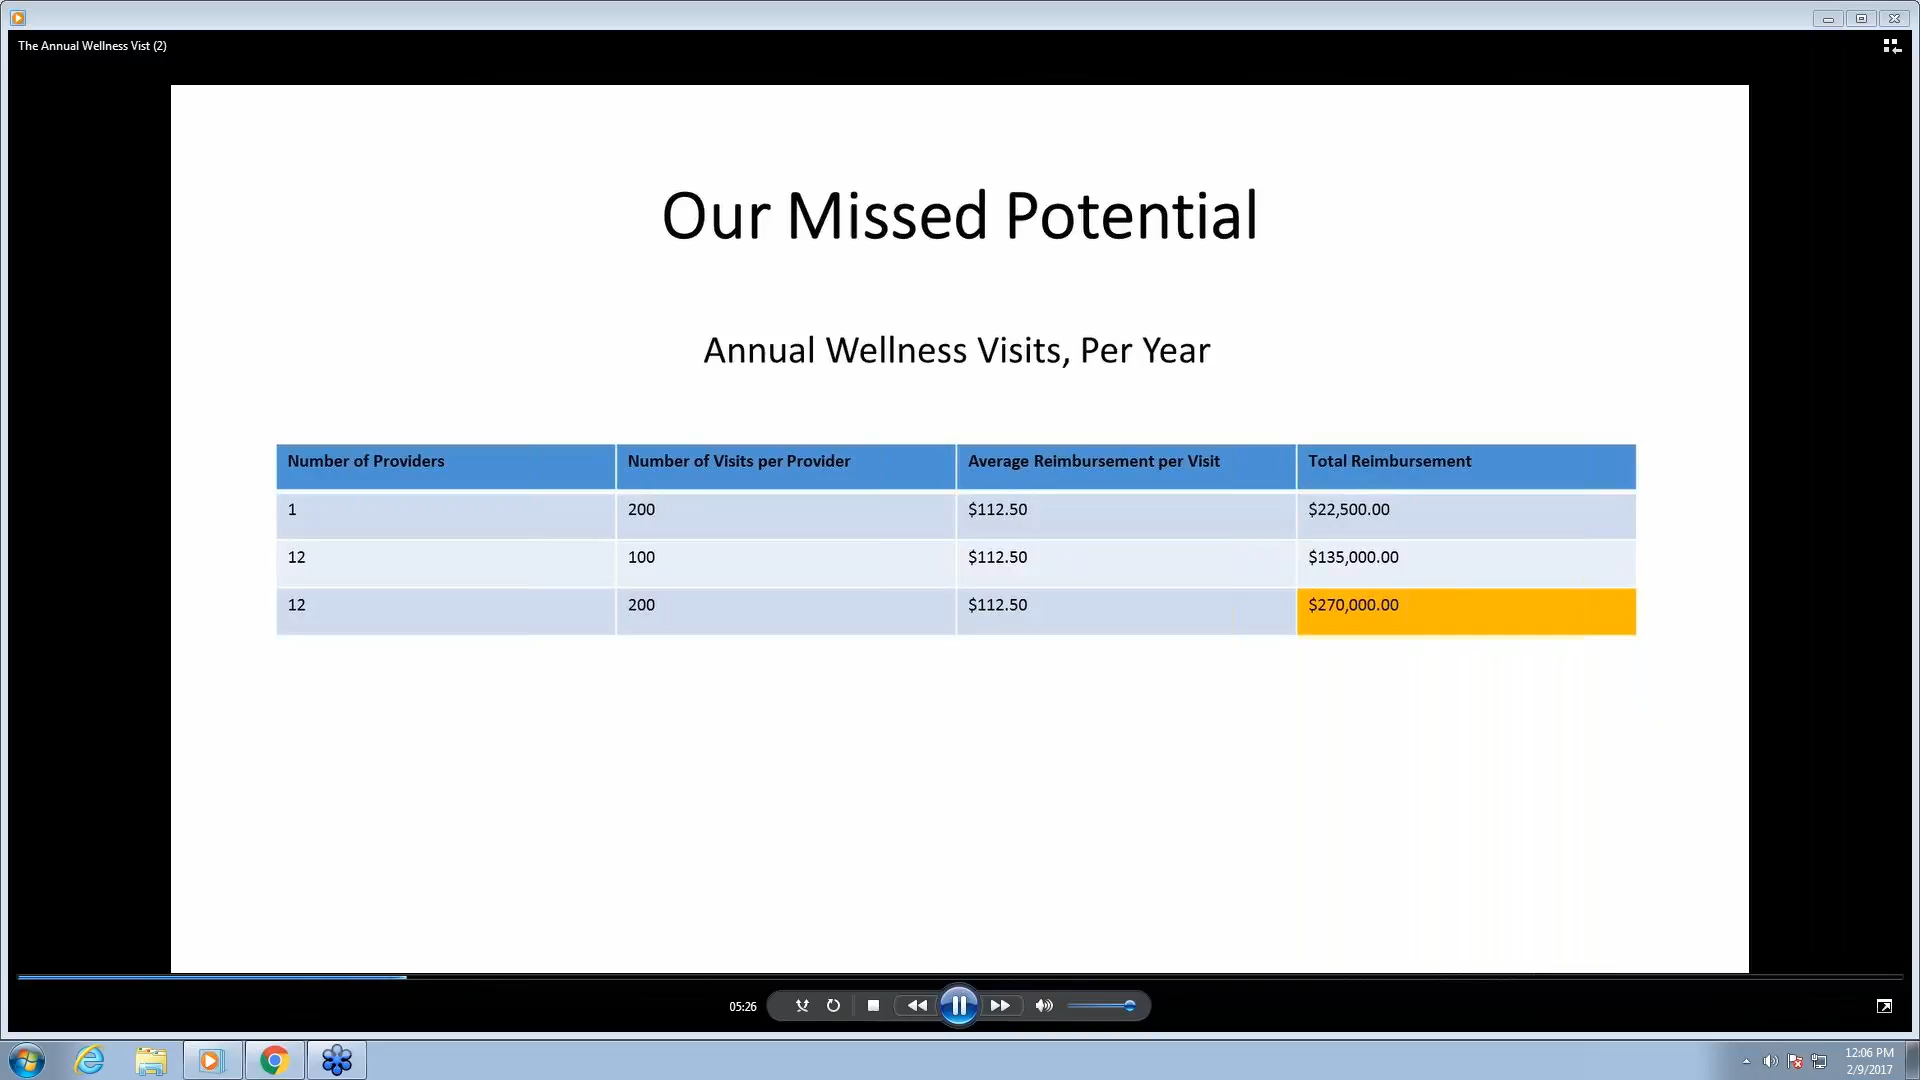 The Annual Wellness Vist (2)
Our Missed Potential
Annual Wellness Visits, Per Year
Number of Providers Number of Visits per Provider Average Reimbursement per Visit Total Reimbursement
1 200 $112.50 $22,500.00
12 100 $112.50 $135,000.00
12 200 $112.50 $270,000.00
05:26
12:06 PM
2/9/2017